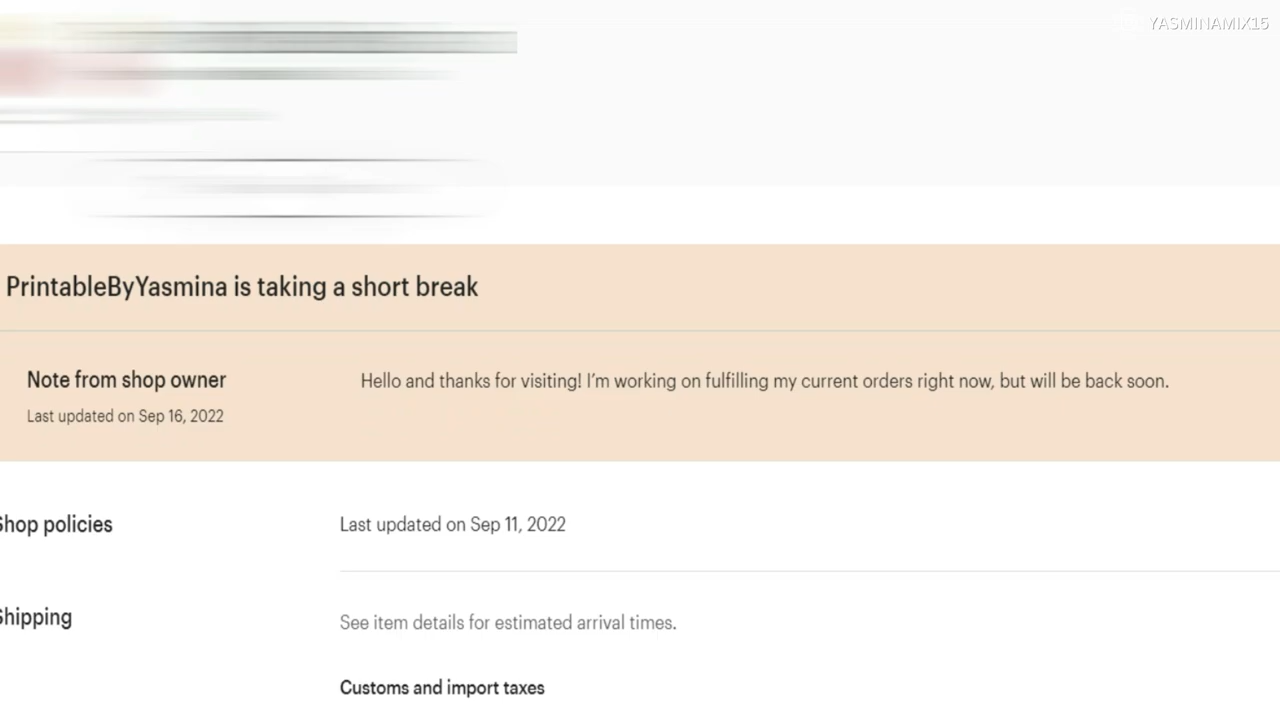 YASMINAMIX15
PrintableByYasmina is taking a short break
Note from shop owner
Hello and thanks for visiting! I'm working on fulfilling my current orders right now, but will be back soon.
Last updated on Sep 16, 2022
Shop policies
Last updated on Sep 11, 2022
Shipping
See item details for estimated arrival times.
Customs and import taxes